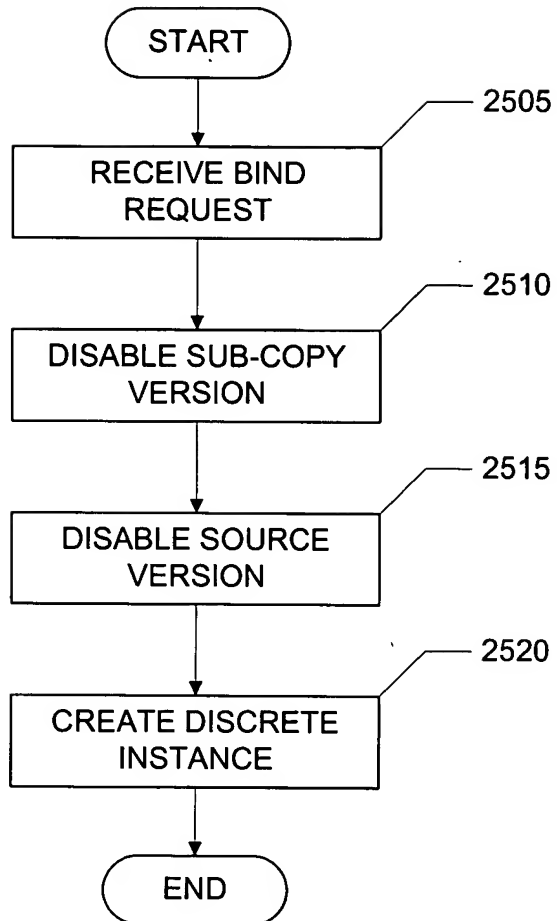 START
2505
RECEIVE BIND
REQUEST
2510
DISABLE SUB-COPY
VERSION
2515
DISABLE SOURCE
VERSION
2520
CREATE DISCRETE
INSTANCE
END